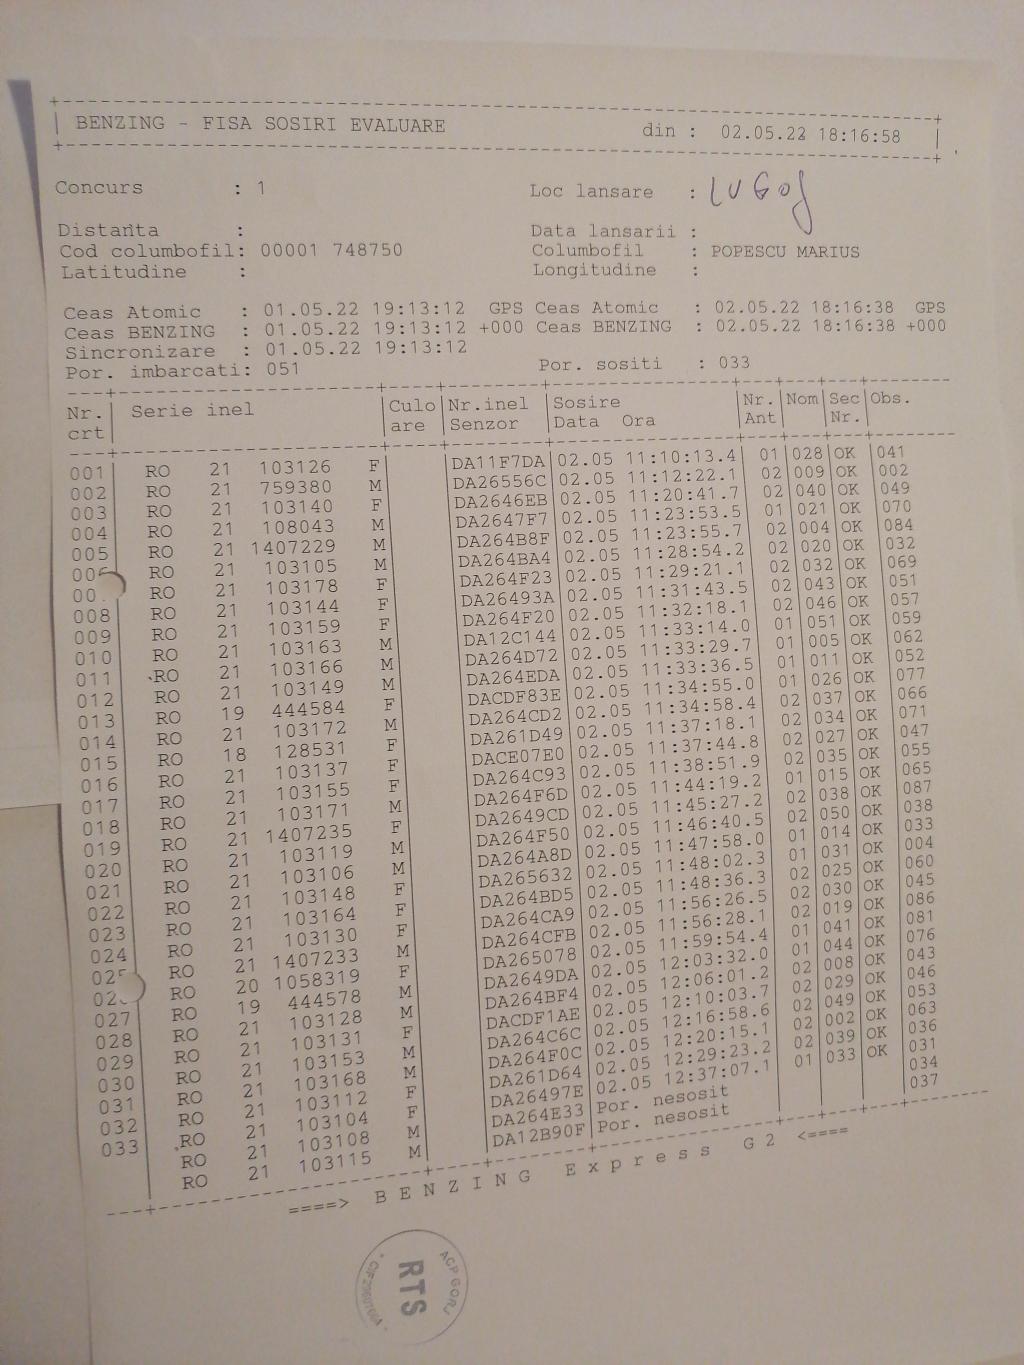 BENZING - FISA SOSIRI EVALUARE din : 02.05.22 18:16:58
Concurs : 1 Loc lansare : LUGOJ
Distanta : Data lansarii :
Cod columbofil: 00001 748750 Columbofil : POPESCU MARIUS
Latitudine : Longitudine :
Ceas Atomic : 01.05.22 19:13:12 GPS Ceas Atomic : 02.05.22 18:16:38 GPS
Ceas BENZING : 01.05.22 19:13:12 +000 Ceas BENZING : 02.05.22 18:16:38 +000
Sincronizare : 01.05.22 19:13:12
Por. imbarcati: 051 Por. sositi : 033
Nr. Serie inel Culo Nr.inel Sosire Nr. Nom Sec Obs.
crt are Senzor Data Ora Ant Nr.
001 RO 21 103126 F DA11F7DA 02.05 11:10:13.4 01 028 OK 041
002 RO 21 759380 M DA26556C 02.05 11:12:22.1 02 009 OK 002
003 RO 21 103140 F DA2646EB 02.05 11:20:41.7 02 040 OK 049
004 RO 21 108043 M DA2647F7 02.05 11:23:53.5 01 021 OK 070
005 RO 21 1407229 M DA264B8F 02.05 11:23:55.7 02 004 OK 084
RO 21 103105 M DA264BA4 02.05 11:28:54.2 02 020 OK 032
RO 21 103178 F DA264F23 02.05 11:29:21.1 02 032 OK 069
008 RO 21 103144 F DA26493A 02.05 11:31:43.5 02 043 OK 051
009 RO 21 103159 F DA264F20 02.05 11:32:18.1 02 046 OK 057
010 RO 21 103163 M DA12C144 02.05 11:33:14.0 01 051 OK 059
011 RO 21 103166 M DA264D72 02.05 11:33:29.7 01 005 OK 062
012 RO 21 103149 M DA264EDA 02.05 11:33:36.5 01 011 OK 052
013 RO 19 444584 F DACDF83E 02.05 11:34:55.0 01 026 OK 077
014 RO 21 103172 M DA264CD2 02.05 11:34:58.4 02 037 OK 066
015 RO 18 128531 F DA261D49 02.05 11:37:18.1 02 034 OK 071
016 RO 21 103137 F DACE07E0 02.05 11:37:44.8 02 027 OK 047
017 RO 21 103155 F DA264C93 02.05 11:38:51.9 02 035 OK 055
018 RO 21 103171 M DA264F6D 02.05 11:44:19.2 01 015 OK 065
019 RO 21 1407235 F DA2649CD 02.05 11:45:27.2 02 038 OK 087
020 RO 21 103119 M DA264F50 02.05 11:46:40.5 02 050 OK 038
021 RO 21 103106 M DA264A8D 02.05 11:47:58.0 01 014 OK 033
022 RO 21 103148 F DA265632 02.05 11:48:02.3 01 031 OK 004
023 RO 21 103164 F DA264BD5 02.05 11:48:36.3 02 025 OK 060
024 RO 21 103130 F DA264CA9 02.05 11:56:26.5 02 030 OK 045
RO 21 1407233 M DA264CFB 02.05 11:56:28.1 02 019 OK 086
RO 20 1058319 F DA265078 02.05 11:59:54.4 01 041 OK 081
027 RO 19 444578 M DA2649DA 02.05 12:03:32.0 01 044 OK 076
028 RO 21 103128 F DA264BF4 02.05 12:06:01.2 02 008 OK 043
029 RO 21 103131 F DACDF1AE 02.05 12:10:03.7 02 029 OK 046
030 RO 21 103153 M DA264C6C 02.05 12:16:58.6 02 049 OK 053
031 RO 21 103168 M DA264F0C 02.05 12:20:15.1 02 002 OK 063
032 RO 21 103112 F DA261D64 02.05 12:29:23.2 02 039 OK 036
033 RO 21 103104 F DA26497E 02.05 12:37:07.1 01 033 OK 031
RO 21 103108 M DA264E33 Por. nesosit 034
RO 21 103115 M DA12B90F Por. nesosit 037
====> BENZING Express G2 <====
ACP GORJ
RTS